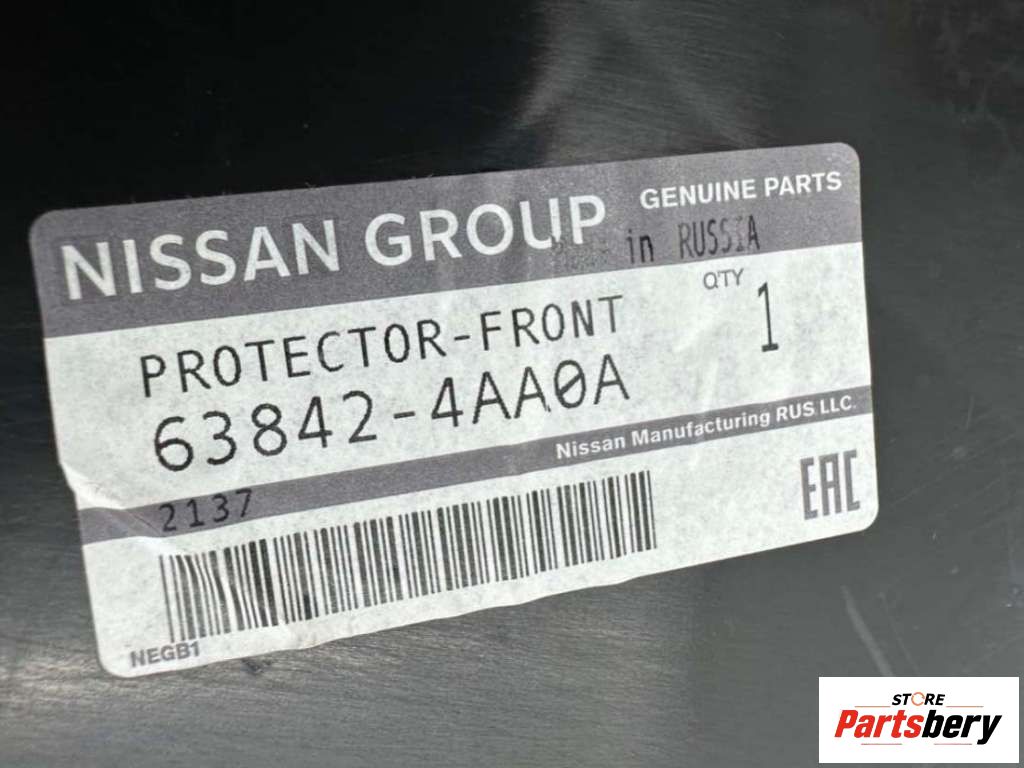 NISSAN GROUP
GENUINE PARTS
in RUSSIA
Q'TY
1
PROTECTOR-FRONT
63842-4AA0A
Nissan Manufacturing RUS LLC.
2137
EAC
NEGB1
STORE
Partsbery